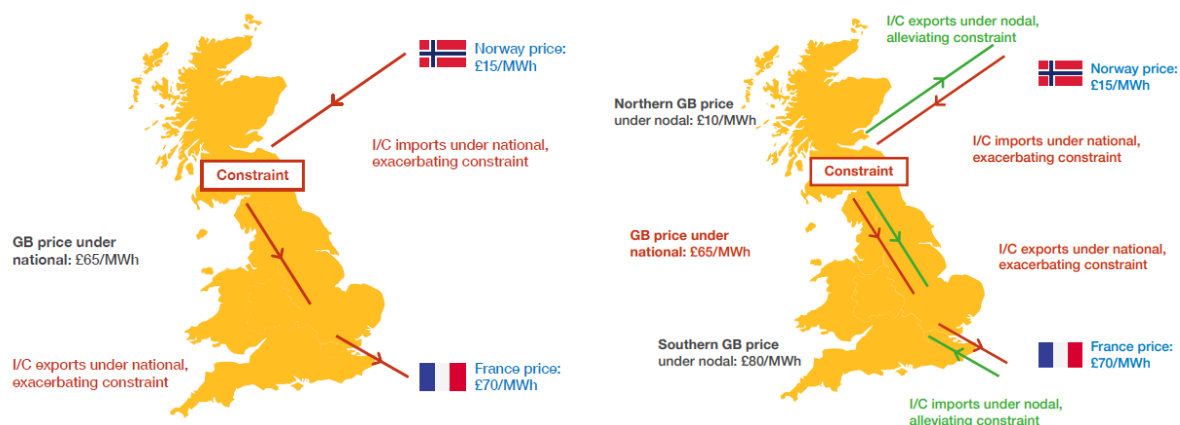 Norway price:
£15/MWh
I/C imports under national,
exacerbating constraint
Constraint
GB price under
national: £65/MWh
I/C exports under national,
exacerbating constraint
France price:
£70/MWh
I/C exports under nodal,
alleviating constraint
Norway price:
£15/MWh
Northern GB price
under nodal: £10/MWh
I/C imports under national,
exacerbating constraint
Constraint
GB price under
national: £65/MWh
I/C exports under national,
exacerbating constraint
Southern GB price
under nodal: £80/MWh
France price:
£70/MWh
I/C imports under nodal,
alleviating constraint